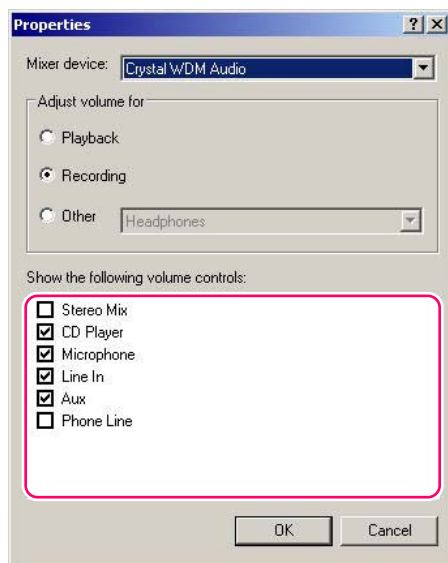 Properties
Mixer device: Crystal WDM Audio
Adjust volume for
Playback
Recording
Other Headphones
Show the following volume controls:
Stereo Mix
CD Player
Microphone
Line In
Aux
Phone Line
OK Cancel